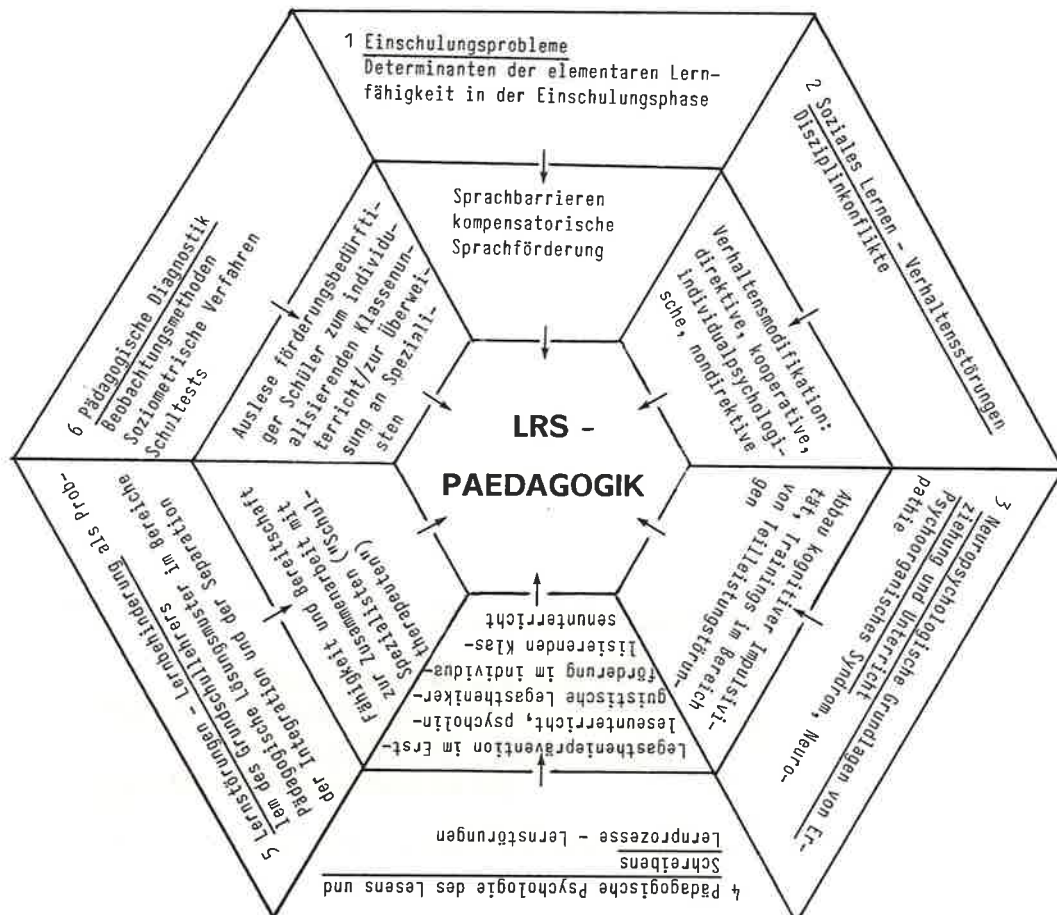 1 Einschulungsprobleme
Determinanten der elementaren Lern-
fähigkeit in der Einschulungsphase
Sprachbarrieren
kompensatorische
Sprachförderung
2 Soziales Lernen - Verhaltensstörungen
Disziplinkonflikte
Verhaltensmodifikation:
direktive, kooperative,
individualpsychologi-
sche, nondirektive
3 Neuropsychologische Grundlagen von Er-
ziehung und Unterricht
Psychoorganisches Syndrom, Neuro-
pathie
Abbau kognitiver Impulsivi-
tät, Trainings im Bereich
von Teilleistungsstörun-
gen
4 Pädagogische Psychologie des Lesens und
Schreibens
Lernprozesse - Lernstörungen
Legasthenieprävention im Erst-
leseunterricht, psycholin-
guistische Legastheniker-
förderung im individua-
lisierenden Klas-
senunterricht
5 Lernstörungen - Lernbehinderung als Prob-
lem des Grundschullehrers
Pädagogische Lösungsmuster im Bereiche
der Integration und der Separation
Fähigkeit und Bereitschaft
zur Zusammenarbeit mit
Spezialisten ("Schul-
therapeuten")
6 Pädagogische Diagnostik
Beobachtungsmethoden
Soziometrische Verfahren
Schultests
Auslese förderungsbedürfti-
ger Schüler zum individu-
alisierenden Klassenun-
terricht/zur Überwei-
sung an Speziali-
sten
LRS -
PAEDAGOGIK